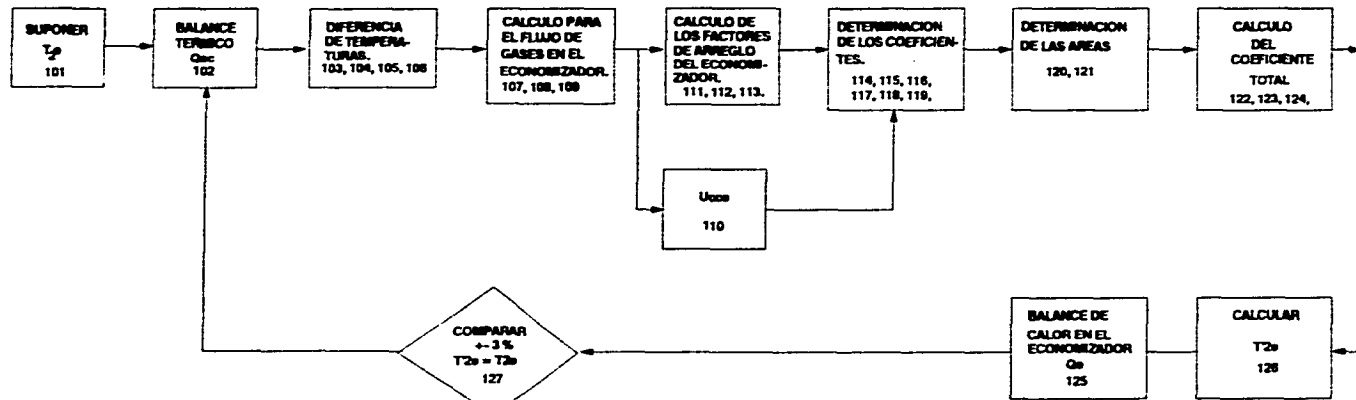 SUPONER
T2e
101
BALANCE
TERMICO
Qec
102
DIFERENCIA
DE TEMPERA-
TURAS.
103, 104, 105, 106
CALCULO PARA
EL FLUJO DE
GASES EN EL
ECONOMIZADOR.
107, 108, 109
CALCULO DE
LOS FACTORES
DE ARREGLO
DEL ECONOMI-
ZADOR.
111, 112, 113.
DETERMINACION
DE LOS COEFICIEN-
TES.
114, 115, 116,
117, 118, 119,
DETERMINACION
DE LAS AREAS
120, 121
CALCULO
DEL
COEFICIENTE
TOTAL
122, 123, 124,
110
COMPARAR
+- 3 %
T'2e = T2e
127
BALANCE DE
CALOR EN EL
ECONOMIZADOR
Qe
125
CALCULAR
T'2e
126